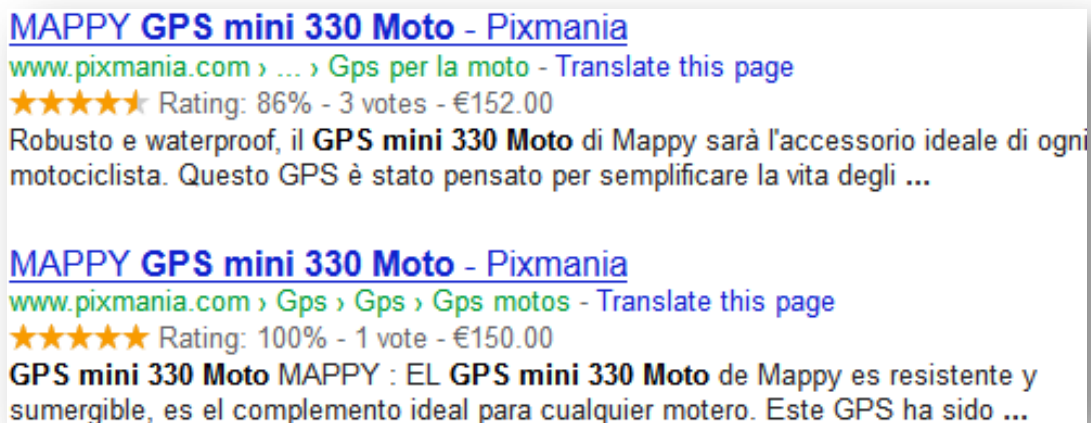 MAPPY GPS mini 330 Moto - Pixmania
www.pixmania.com › ... › Gps per la moto - Translate this page
Rating: 86% - 3 votes - €152.00
Robusto e waterproof, il GPS mini 330 Moto di Mappy sarà l'accessorio ideale di ogni
motociclista. Questo GPS è stato pensato per semplificare la vita degli ...
MAPPY GPS mini 330 Moto - Pixmania
www.pixmania.com › Gps › Gps › Gps motos - Translate this page
Rating: 100% - 1 vote - €150.00
GPS mini 330 Moto MAPPY : EL GPS mini 330 Moto de Mappy es resistente y
sumergible, es el complemento ideal para cualquier motero. Este GPS ha sido ...